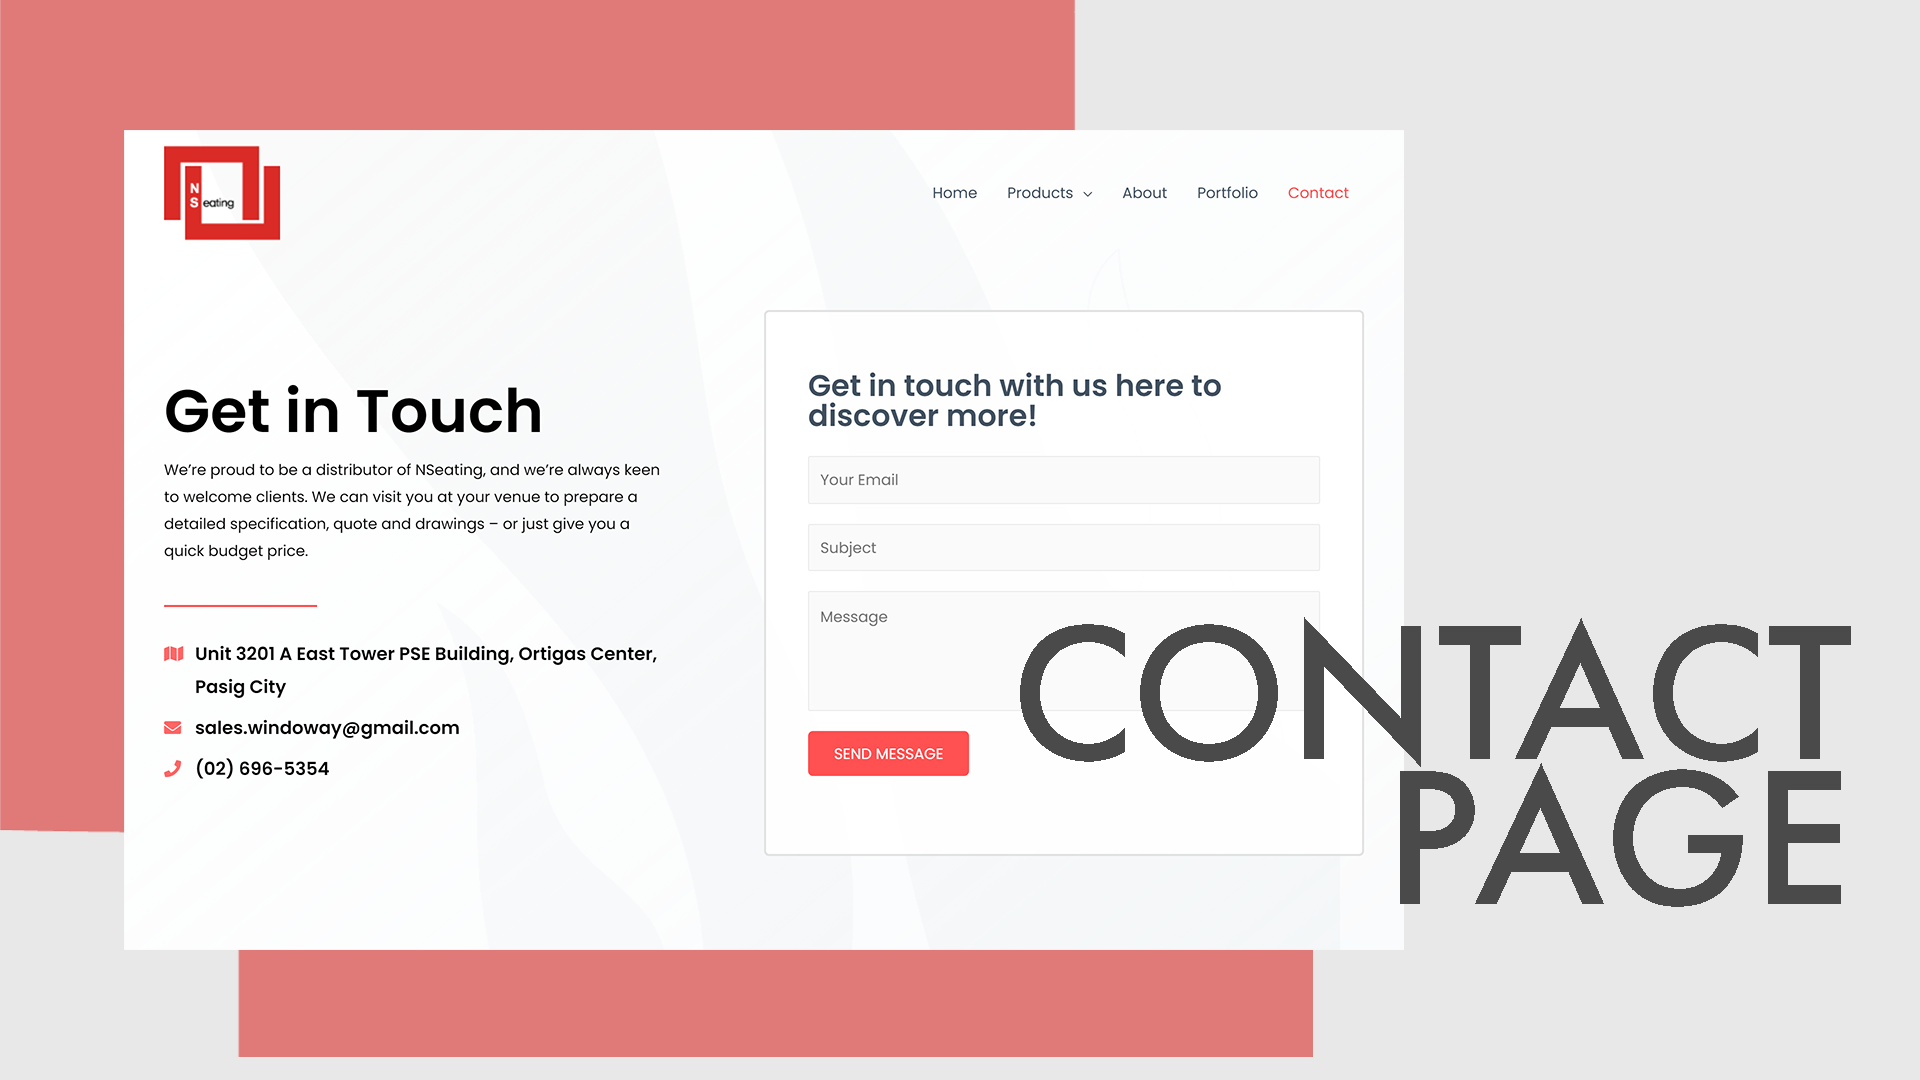 N
S eating
Home
Products
About
Portfolio
Contact
Get in Touch
We’re proud to be a distributor of NSeating, and we’re always keen
to welcome clients. We can visit you at your venue to prepare a
detailed specification, quote and drawings – or just give you a
quick budget price.
Unit 3201 A East Tower PSE Building, Ortigas Center,
Pasig City
sales.windoway@gmail.com
(02) 696-5354
Get in touch with us here to
discover more!
Your Email
Subject
Message
SEND MESSAGE
CONTACT
PAGE